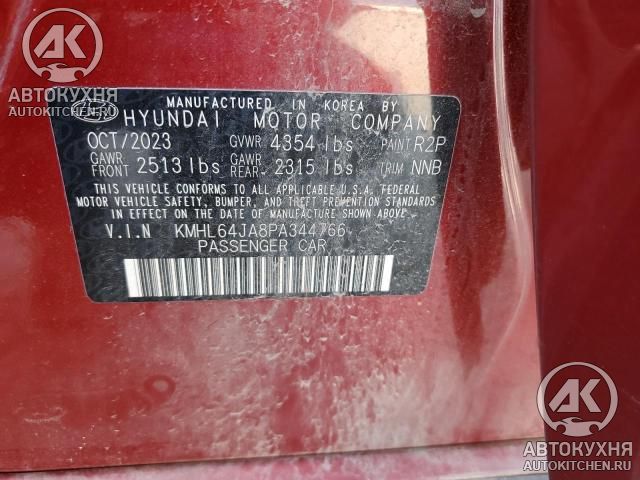 AK
АВТОКУХНЯ
AUTOKITCHEN.RU
MANUFACTURED IN KOREA BY
HYUNDAI MOTOR COMPANY
OCT/2023 GVWR 4354 lbs PAINT R2P
GAWR FRONT 2513 lbs GAWR REAR 2315 lbs TRIM NNB
THIS VEHICLE CONFORMS TO ALL APPLICABLE U.S.A. FEDERAL
MOTOR VEHICLE SAFETY, BUMPER, AND THEFT PREVENTION STANDARDS
IN EFFECT ON THE DATE OF MANUFACTURE SHOWN ABOVE.
V.I.N KMHL64JA8PA344766
PASSENGER CAR
AK
АВТОКУХНЯ
AUTOKITCHEN.RU